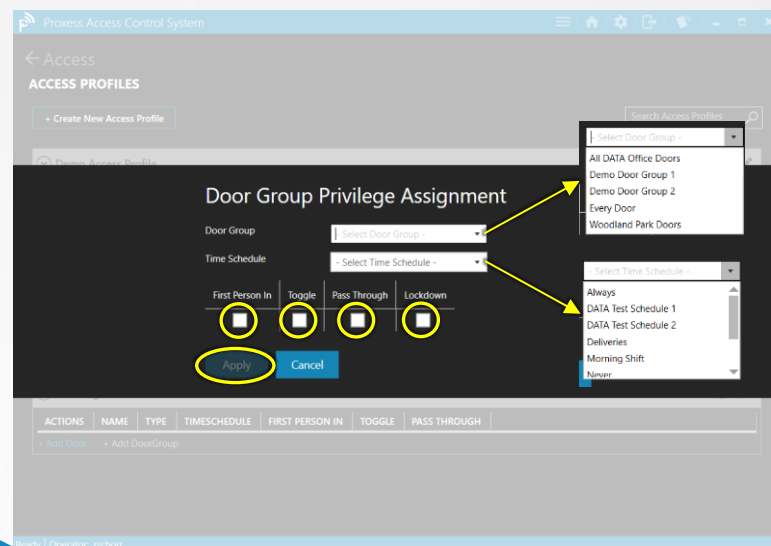 Proxess Access Control System
Access
ACCESS PROFILES
+ Create New Access Profile
Search Access Profiles
Demo Access Profile
- Select Door Group -
All DATA Office Doors
Demo Door Group 1
Demo Door Group 2
Every Door
Woodland Park Doors
Door Group Privilege Assignment
Door Group
- Select Door Group -
Time Schedule
- Select Time Schedule -
- Select Time Schedule -
Always
DATA Test Schedule 1
DATA Test Schedule 2
Deliveries
Morning Shift
Never
First Person In Toggle Pass Through Lockdown
Apply Cancel
ACTIONS NAME TYPE TIMESCHEDULE FIRST PERSON IN TOGGLE PASS THROUGH
+ Add Door + Add DoorGroup
Ready Operator: